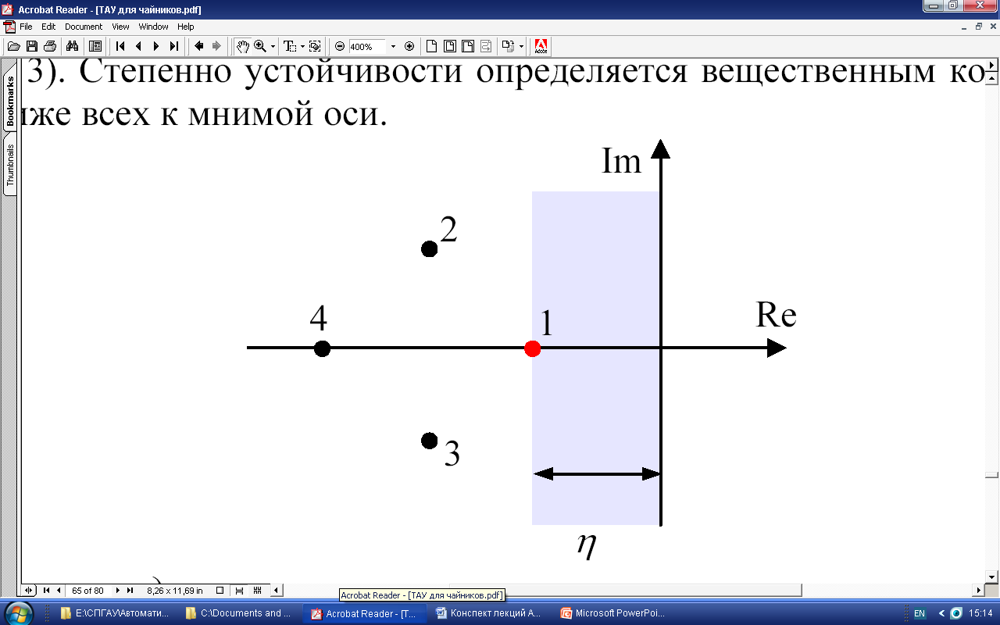 Acrobat Reader - [ТАУ для чайников.pdf]
File Edit Document View Window Help
400%
Adobe
Bookmarks
Thumbnails
3). Степенно устойчивости определяется вещественным ко
же всех к мнимой оси.
Im
2
4
1
Re
3
η
65 of 80
8,26 x 11,69 in
Acrobat Reader - [ТАУ для чайников.pdf]
E:\СПГАУ\Автомати...
C:\Documents and ...
Acrobat Reader - [Т...
Конспект лекций А...
Microsoft PowerPoi...
EN
15:14